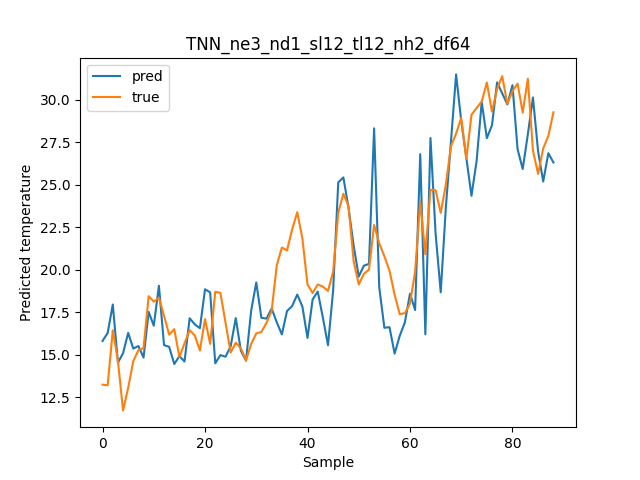 TNN_ne3_nd1_sl12_tl12_nh2_df64
pred
true
30.0
27.5
25.0
22.5
20.0
17.5
15.0
12.5
Predicted temperature
0 20 40 60 80
Sample